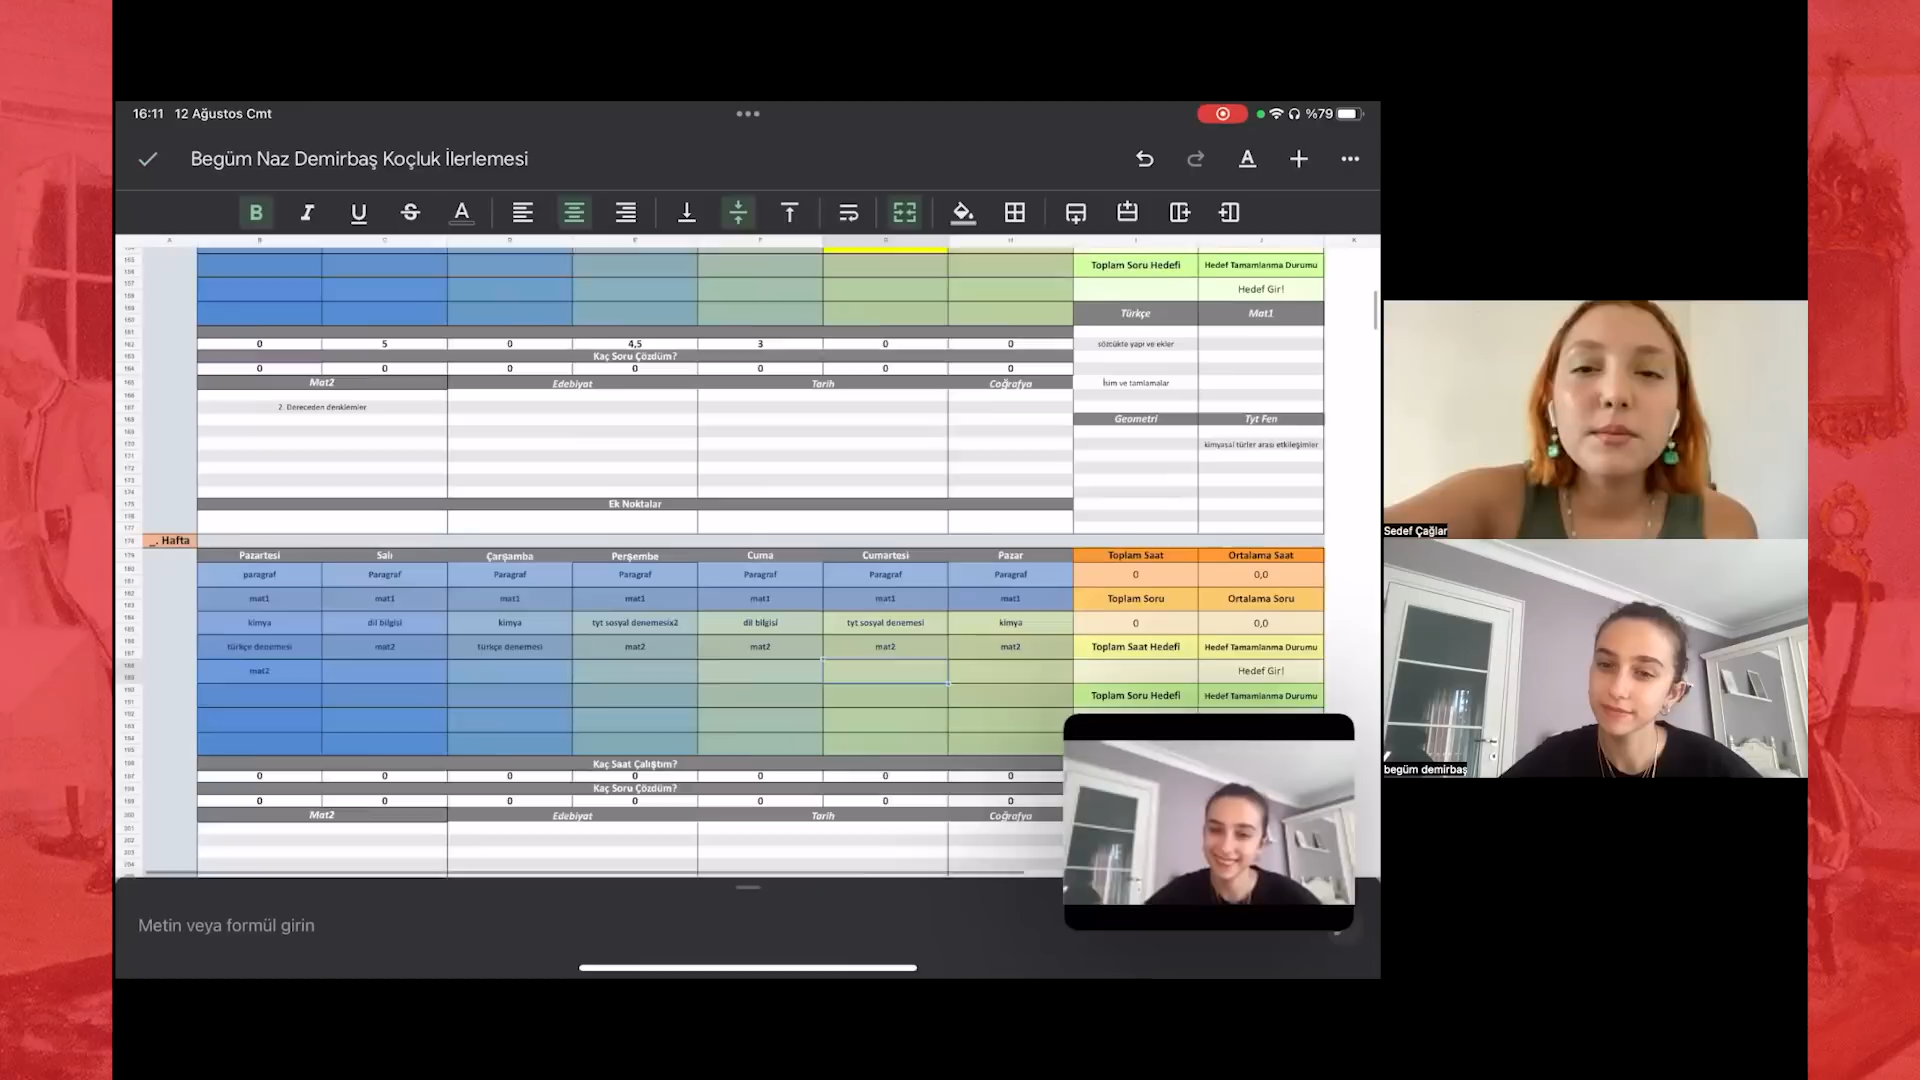 16:11 12 Ağustos Cmt %79
Begüm Naz Demirbaş Koçluk İlerlemesi
B I U S A
A B C D E F G H I J K
Toplam Soru Hedefi Hedef Tamamlanma Durumu
Hedef Gir!
Türkçe Mat1
0 5 0 4,5 3 0 0 sözcükte yapı ve ekler
Kaç Soru Çözdüm?
0 0 0 0 0 0 0
Mat2 Edebiyat Tarih Coğrafya İsim ve tamlamalar
2. Dereceden denklemler
Geometri Tyt Fen
kimyasal türler arası etkileşimler
Ek Noktalar
_. Hafta
Pazartesi Salı Çarşamba Perşembe Cuma Cumartesi Pazar Toplam Saat Ortalama Saat
paragraf Paragraf Paragraf Paragraf Paragraf Paragraf Paragraf 0 0,0
mat1 mat1 mat1 mat1 mat1 mat1 mat1 Toplam Soru Ortalama Soru
kimya dil bilgisi kimya tyt sosyal denemesix2 dil bilgisi tyt sosyal denemesi kimya 0 0,0
türkçe denemesi mat2 türkçe denemesi mat2 mat2 mat2 mat2 Toplam Saat Hedefi Hedef Tamamlanma Durumu
mat2 Hedef Gir!
Toplam Soru Hedefi Hedef Tamamlanma Durumu
Kaç Saat Çalıştım?
0 0 0 0 0 0 0
Kaç Soru Çözdüm?
0 0 0 0 0 0 0
Mat2 Edebiyat Tarih Coğrafya
Metin veya formül girin
Sedef Çağlar
begüm demirbaş